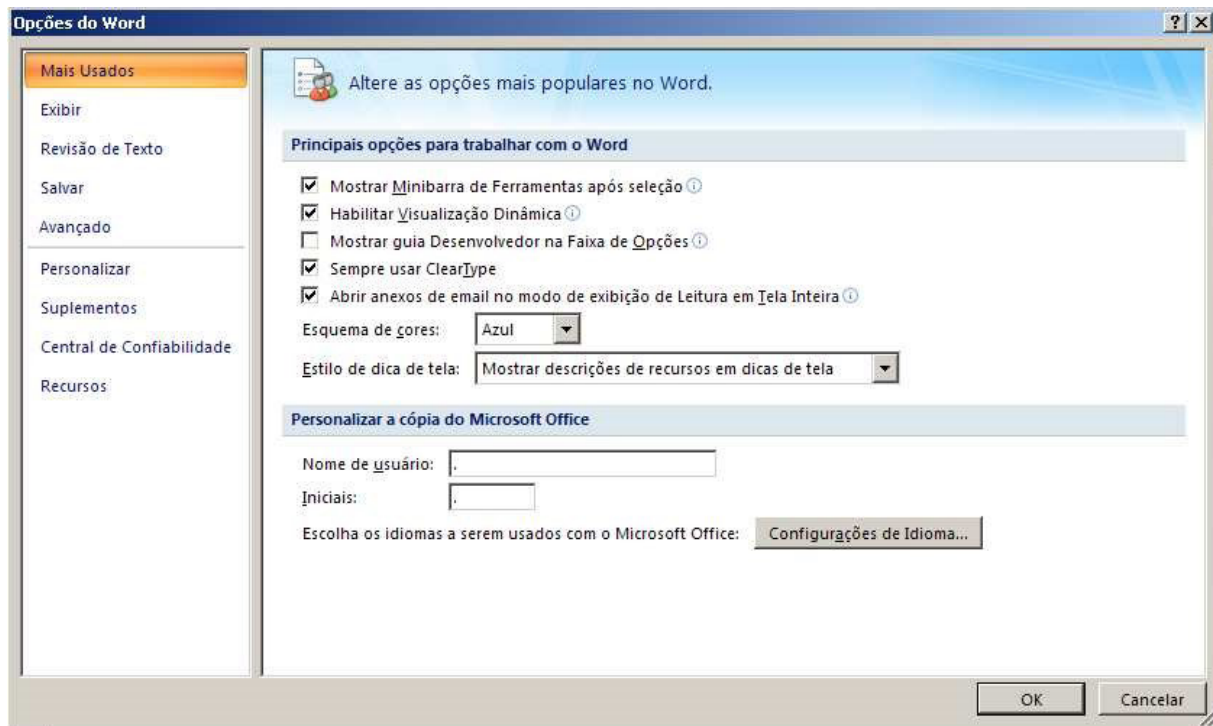 Opções do Word
Mais Usados
Exibir
Revisão de Texto
Salvar
Avançado
Personalizar
Suplementos
Central de Confiabilidade
Recursos
Altere as opções mais populares no Word.
Principais opções para trabalhar com o Word
Mostrar Minibarra de Ferramentas após seleção
Habilitar Visualização Dinâmica
Mostrar guia Desenvolvedor na Faixa de Opções
Sempre usar ClearType
Abrir anexos de email no modo de exibição de Leitura em Tela Inteira
Esquema de cores: Azul
Estilo de dica de tela: Mostrar descrições de recursos em dicas de tela
Personalizar a cópia do Microsoft Office
Nome de usuário: .
Iniciais: .
Escolha os idiomas a serem usados com o Microsoft Office: Configurações de Idioma...
OK Cancelar